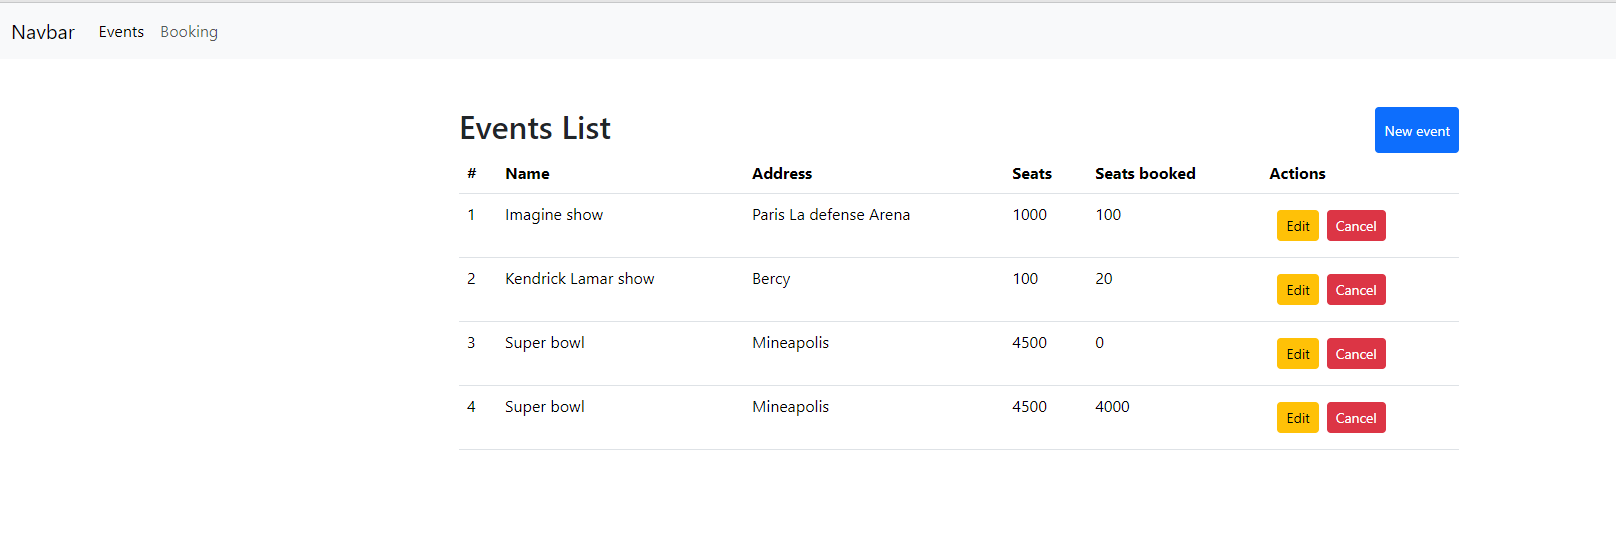 Navbar Events Booking
Events List New event
# Name Address Seats Seats booked Actions
1 Imagine show Paris La defense Arena 1000 100 Edit Cancel
2 Kendrick Lamar show Bercy 100 20 Edit Cancel
3 Super bowl Mineapolis 4500 0 Edit Cancel
4 Super bowl Mineapolis 4500 4000 Edit Cancel